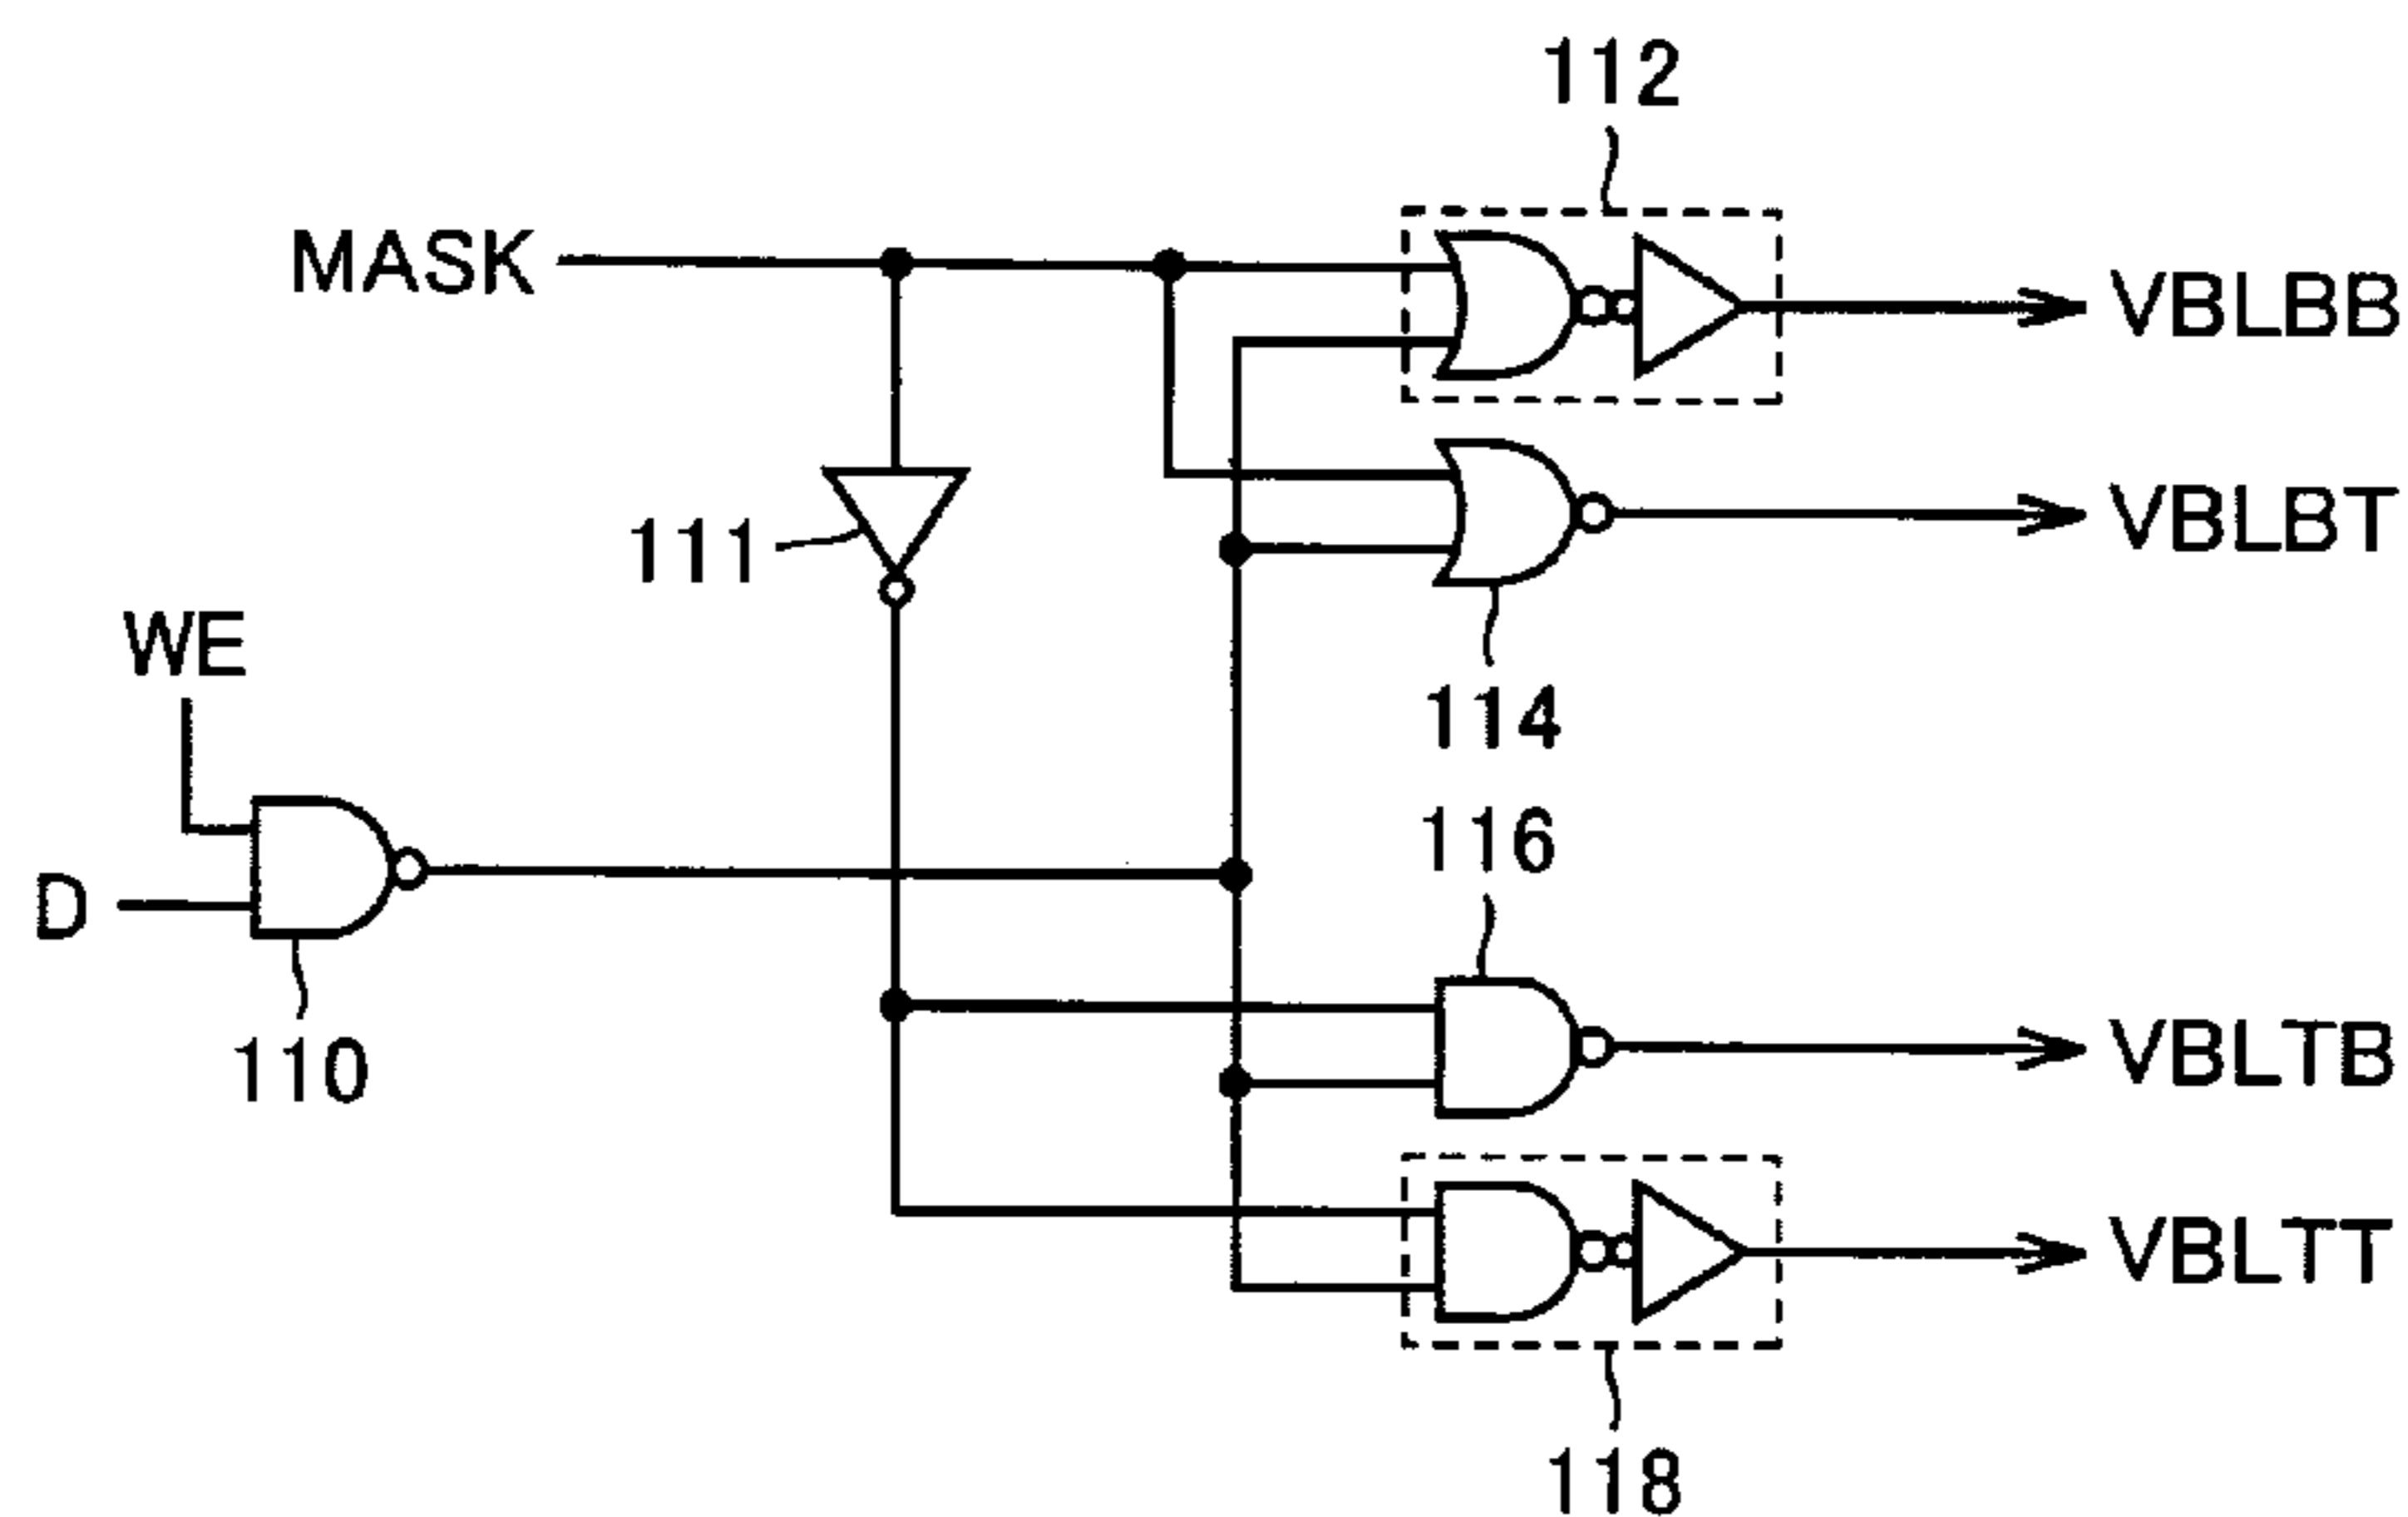 112
MASK
VBLBB
VBLBT
111
WE
114
116
D
110
VBLTB
VBLTT
118